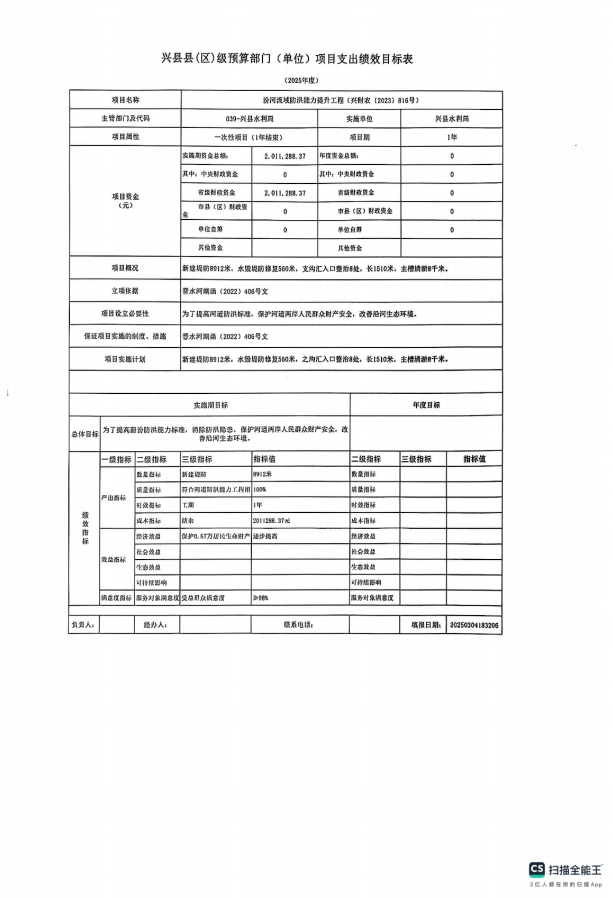 兴县县(区)级预算部门（单位）项目支出绩效目标表
（2025年度）
项目名称 汾河流域防洪能力提升工程（兴财农〔2023〕816号）
主管部门及代码 039-兴县水利局 实施单位 兴县水利局
项目属性 一次性项目（1年结束） 项目期 1年
项目资金（元）
实施期资金总额： 2,011,288.37 年度资金总额： 0
其中：中央财政资金 0 其中：中央财政资金 0
省级财政资金 2,011,288.37 省级财政资金 0
市县（区）财政资金 0 市县（区）财政资金 0
单位自筹 0 单位自筹 0
其他资金 其他资金
项目概况 新建堤防8912米，水毁堤防修复560米，支沟汇入口整治8处，长1510米，主槽清淤8千米。
立项依据 晋水河湖函（2022）406号文
项目设立必要性 为了提高河道防洪标准，保护河道两岸人民群众财产安全，改善沿河生态环境。
保证项目实施的制度、措施 晋水河湖函（2022）406号文
项目实施计划 新建堤防8912米，水毁堤防修复560米，之沟汇入口整治8处，长1510米，主槽清淤8千米。
实施期目标 年度目标
总体目标 为了提高蔚汾防洪能力标准，消除防洪隐患，保护河道两岸人民群众财产安全，改善沿河生态环境。
绩效指标
一级指标 二级指标 三级指标 指标值 二级指标 三级指标 指标值
产出指标
数量指标 新建堤防 8912米 数量指标
质量指标 符合河道防洪能力工程相 100% 质量指标
时效指标 工期 1年 时效指标
成本指标 结余 2011288.37元 成本指标
效益指标
经济效益 保护0.67万居民生命财产 逐步提高 经济效益
社会效益 社会效益
生态效益 生态效益
可持续影响 可持续影响
满意度指标 服务对象满意度 受益群众满意度 ≥98% 服务对象满意度
负责人： 经办人： 联系电话： 填报日期： 20250304183206
CS 扫描全能王
3亿人都在用的扫描App